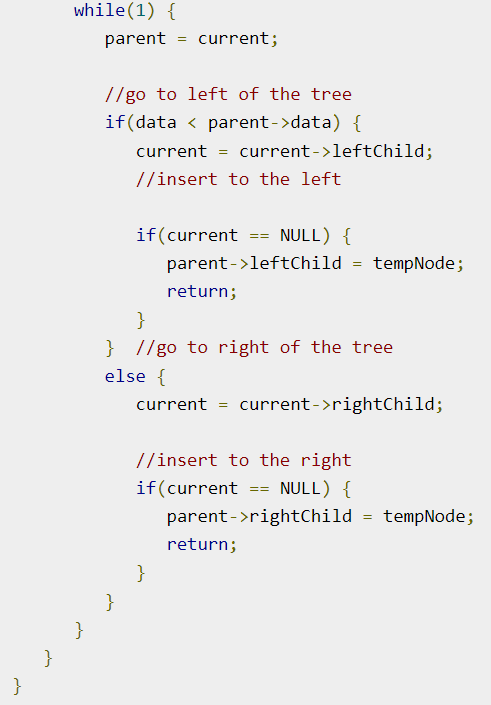 while(1) {
parent = current;
//go to left of the tree
if(data < parent->data) {
current = current->leftChild;
//insert to the left
if(current == NULL) {
parent->leftChild = tempNode;
return;
}
} //go to right of the tree
else {
current = current->rightChild;
//insert to the right
if(current == NULL) {
parent->rightChild = tempNode;
return;
}
}
}
}
}